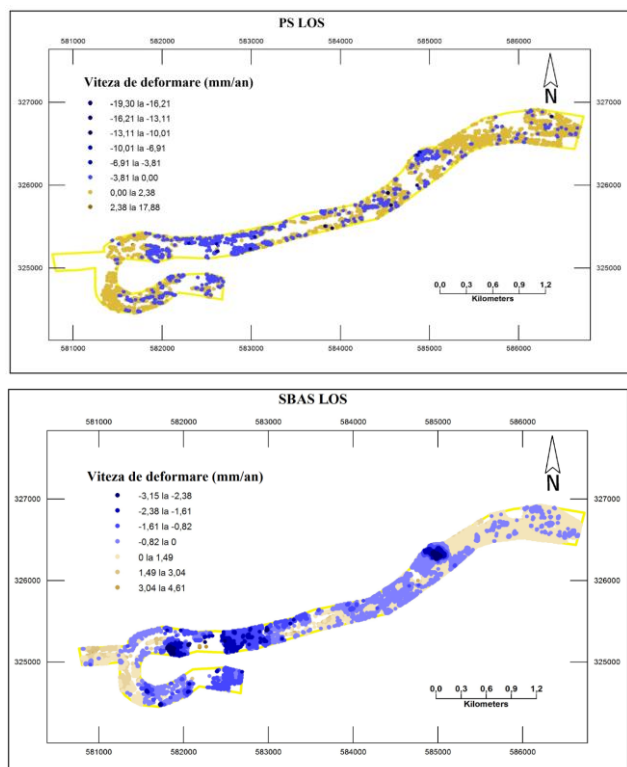 PS LOS
581000 582000 583000 584000 585000 586000
Viteza de deformare (mm/an)
-19,30 la -16,21
-16,21 la -13,11
-13,11 la -10,01
-10,01 la -6,91
-6,91 la -3,81
-3,81 la 0,00
0,00 la 2,38
2,38 la 17,88
N
327000 327000
326000 326000
325000 325000
0,0 0,3 0,6 0,9 1,2
Kilometers
581000 582000 583000 584000 585000 586000
SBAS LOS
581000 582000 583000 584000 585000 586000
Viteza de deformare (mm/an)
-3,15 la -2,38
-2,38 la -1,61
-1,61 la -0,82
-0,82 la 0
0 la 1,49
1,49 la 3,04
3,04 la 4,61
N
327000 327000
326000 326000
325000 325000
0,0 0,3 0,6 0,9 1,2
Kilometers
581000 582000 583000 584000 585000 586000